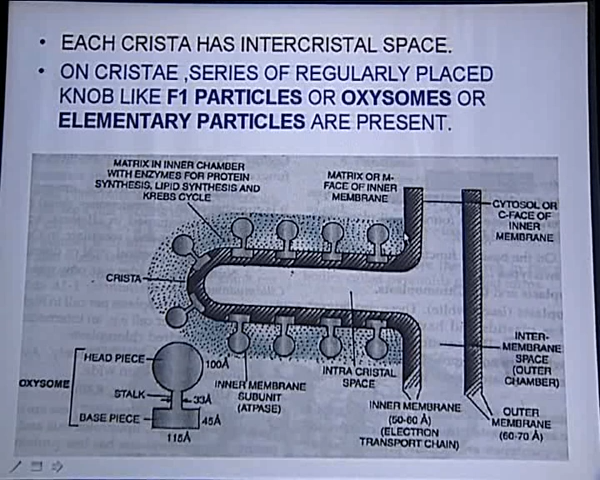 • EACH CRISTA HAS INTERCRISTAL SPACE.
• ON CRISTAE ,SERIES OF REGULARLY PLACED
KNOB LIKE F1 PARTICLES OR OXYSOMES OR
ELEMENTARY PARTICLES ARE PRESENT.
MATRIX IN INNER CHAMBER
WITH ENZYMES FOR PROTEIN
SYNTHESIS, LIPID SYNTHESIS AND
KREBS CYCLE
MATRIX OR M-
FACE OF INNER
MEMBRANE
CYTOSOL OR
C-FACE OF
INNER
MEMBRANE
CRISTA
INTER-
MEMBRANE
SPACE
(OUTER
CHAMBER)
OXYSOME
HEAD PIECE
100Å
STALK
33Å
BASE PIECE
45Å
115Å
INNER MEMBRANE
SUBUNIT
(ATPASE)
INTRA CRISTAL
SPACE
INNER MEMBRANE
(50-60 Å)
(ELECTRON
TRANSPORT CHAIN)
OUTER
MEMBRANE
(60-70 Å)